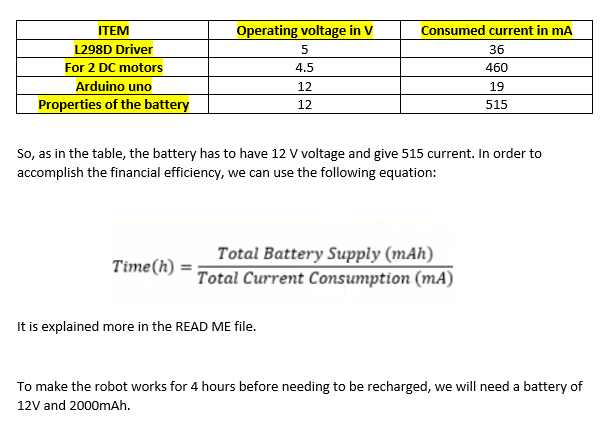 ITEM Operating voltage in V Consumed current in mA
L298D Driver 5 36
For 2 DC motors 4.5 460
Arduino uno 12 19
Properties of the battery 12 515
So, as in the table, the battery has to have 12 V voltage and give 515 current. In order to
accomplish the financial efficiency, we can use the following equation:
Time(h) = Total Battery Supply (mAh)
Total Current Consumption (mA)
It is explained more in the READ ME file.
To make the robot works for 4 hours before needing to be recharged, we will need a battery of
12V and 2000mAh.